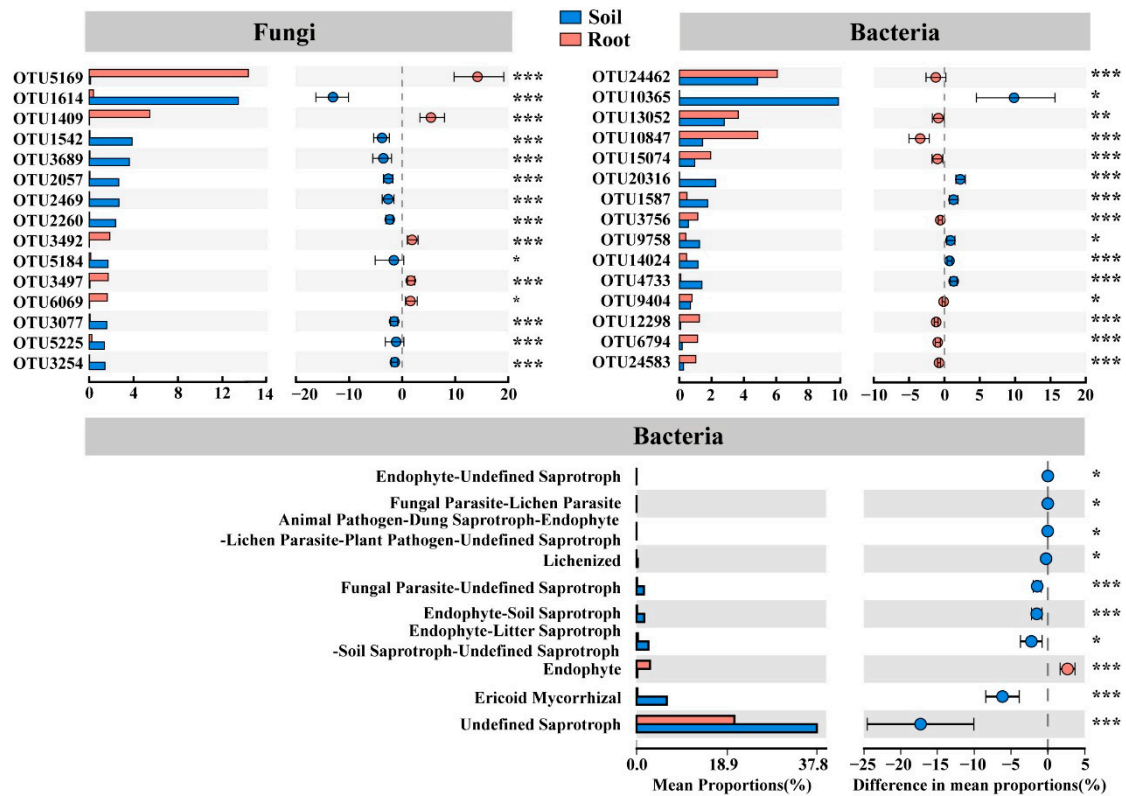 Fungi
Soil
Root
Bacteria
OTU5169
***
OTU1614
***
OTU1409
***
OTU1542
***
OTU3689
***
OTU2057
***
OTU2469
***
OTU2260
***
OTU3492
***
OTU5184
*
OTU3497
***
OTU6069
*
OTU3077
***
OTU5225
***
OTU3254
***
0 4 6 12 14
−20 −10 0 10 20
OTU24462
***
OTU10365
*
OTU13052
**
OTU10847
***
OTU15074
***
OTU20316
***
OTU1587
***
OTU3756
***
OTU9758
*
OTU14024
***
OTU4733
***
OTU9404
*
OTU12298
***
OTU6794
***
OTU24583
***
0 2 4 6 8 10
−10 −5 0 5 10 15 20
Bacteria
Endophyte-Undefined Saprotroph
*
Fungal Parasite-Lichen Parasite
*
Animal Pathogen-Dung Saprotroph-Endophyte
-Lichen Parasite-Plant Pathogen-Undefined Saprotroph
*
Lichenized
*
Fungal Parasite-Undefined Saprotroph
***
Endophyte-Soil Saprotroph
***
Endophyte-Litter Saprotroph
-Soil Saprotroph-Undefined Saprotroph
*
Endophyte
***
Ericoid Mycorrhizal
***
Undefined Saprotroph
***
0.0 18.9 37.8
−25 −20 −15 −10 −5 0 5
Mean Proportions(%)
Difference in mean proportions(%)